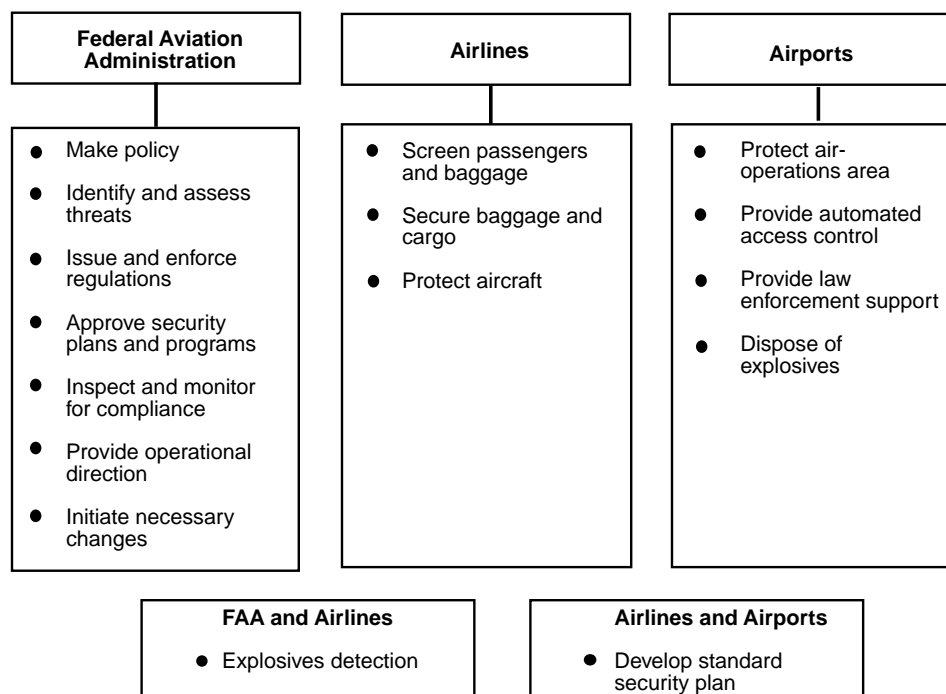 Federal Aviation
Administration
● Make policy
● Identify and assess
threats
● Issue and enforce
regulations
● Approve security
plans and programs
● Inspect and monitor
for compliance
● Provide operational
direction
● Initiate necessary
changes
Airlines
● Screen passengers
and baggage
● Secure baggage and
cargo
● Protect aircraft
Airports
● Protect air-
operations area
● Provide automated
access control
● Provide law
enforcement support
● Dispose of
explosives
FAA and Airlines
● Explosives detection
Airlines and Airports
● Develop standard
security plan